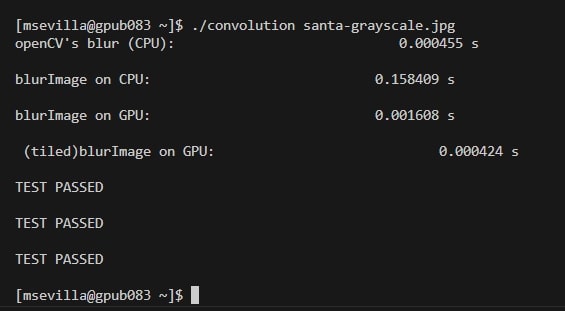 [msevilla@gpub083 ~]$ ./convolution santa-grayscale.jpg
openCV's blur (CPU): 0.000455 s
blurImage on CPU: 0.158409 s
blurImage on GPU: 0.001608 s
(tiled)blurImage on GPU: 0.000424 s
TEST PASSED
TEST PASSED
TEST PASSED
[msevilla@gpub083 ~]$